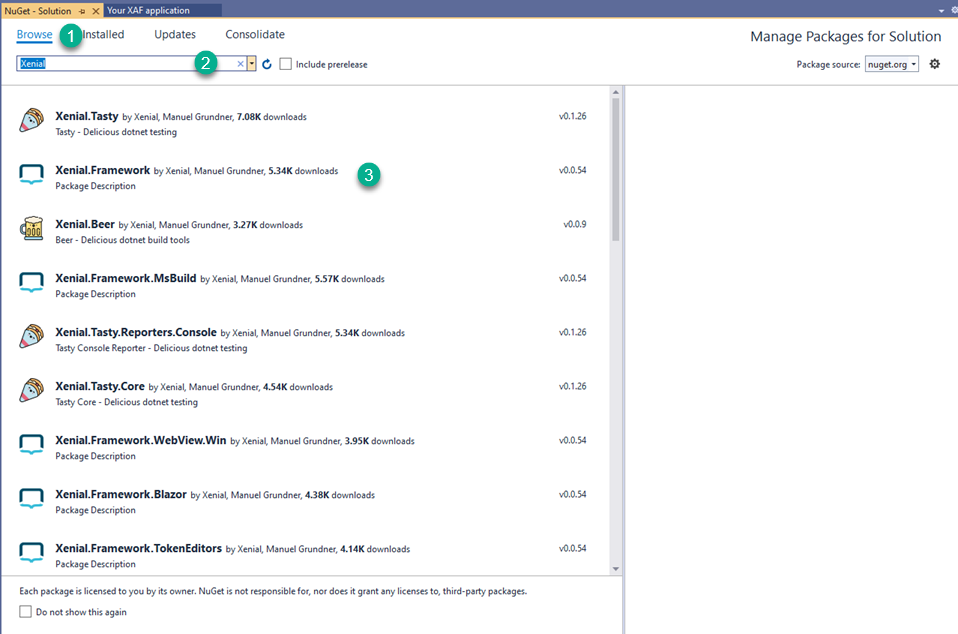 NuGet - Solution Your XAF application
Browse 1 Installed Updates Consolidate
Manage Packages for Solution
Xenial 2 Include prerelease
Package source: nuget.org
Xenial.Tasty by Xenial, Manuel Grundner, 7.08K downloads v0.1.26
Tasty - Delicious dotnet testing
Xenial.Framework by Xenial, Manuel Grundner, 5.34K downloads 3 v0.0.54
Package Description
Xenial.Beer by Xenial, Manuel Grundner, 3.27K downloads v0.0.9
Beer - Delicious dotnet build tools
Xenial.Framework.MsBuild by Xenial, Manuel Grundner, 5.57K downloads v0.0.54
Package Description
Xenial.Tasty.Reporters.Console by Xenial, Manuel Grundner, 5.34K downloads v0.1.26
Tasty Console Reporter - Delicious dotnet testing
Xenial.Tasty.Core by Xenial, Manuel Grundner, 4.54K downloads v0.1.26
Tasty Core - Delicious dotnet testing
Xenial.Framework.WebView.Win by Xenial, Manuel Grundner, 3.95K downloads v0.0.54
Package Description
Xenial.Framework.Blazor by Xenial, Manuel Grundner, 4.38K downloads v0.0.54
Package Description
Xenial.Framework.TokenEditors by Xenial, Manuel Grundner, 4.14K downloads v0.0.54
Package Description
Each package is licensed to you by its owner. NuGet is not responsible for, nor does it grant any licenses to, third-party packages.
Do not show this again